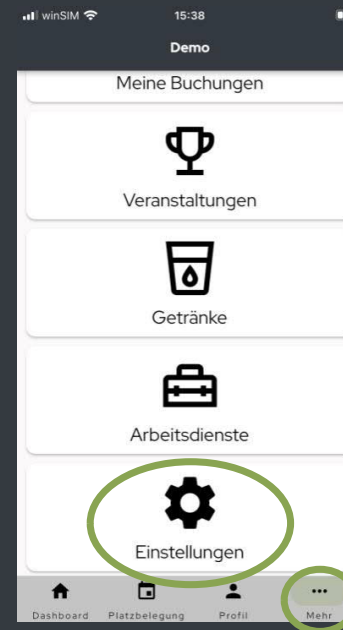 winSIM 15:38
Demo
Meine Buchungen
Veranstaltungen
Getränke
Arbeitsdienste
Einstellungen
Dashboard Platzbelegung Profil Mehr